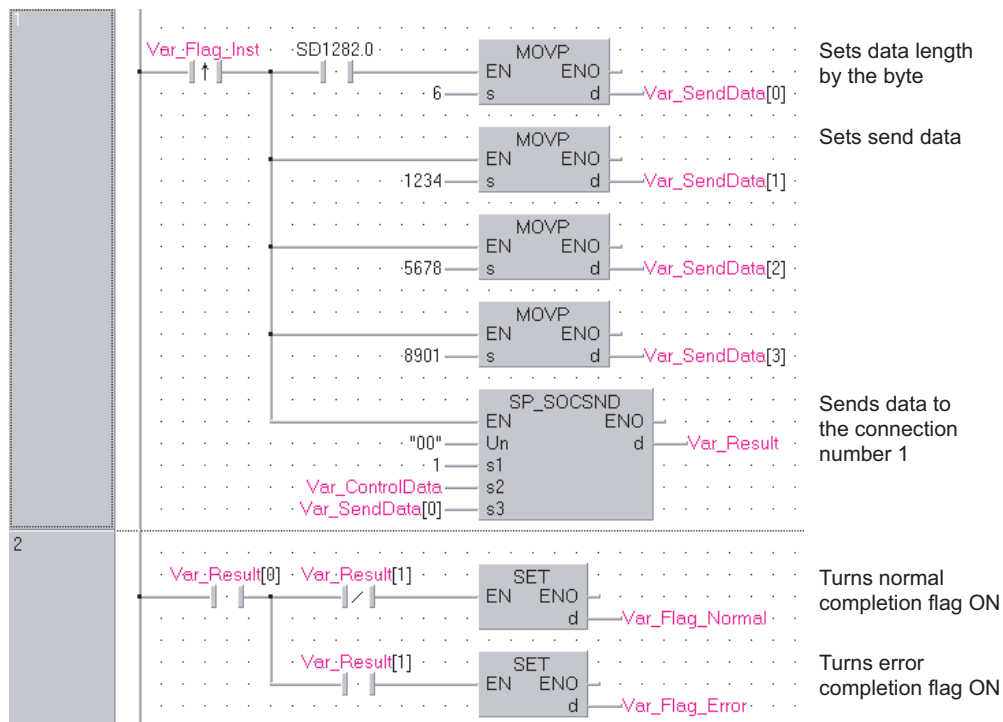 1
Var_Flag_Inst SD1282.0 MOVP
EN ENO
6 s d Var_SendData[0]
Sets data length
by the byte
MOVP
EN ENO
1234 s d Var_SendData[1]
Sets send data
MOVP
EN ENO
5678 s d Var_SendData[2]
MOVP
EN ENO
8901 s d Var_SendData[3]
SP_SOCSND
EN ENO
"00" Un d Var_Result
1 s1
Var_ControlData s2
Var_SendData[0] s3
Sends data to
the connection
number 1
2
Var_Result[0] Var_Result[1] SET
EN ENO
d Var_Flag_Normal
Turns normal
completion flag ON
Var_Result[1] SET
EN ENO
d Var_Flag_Error
Turns error
completion flag ON